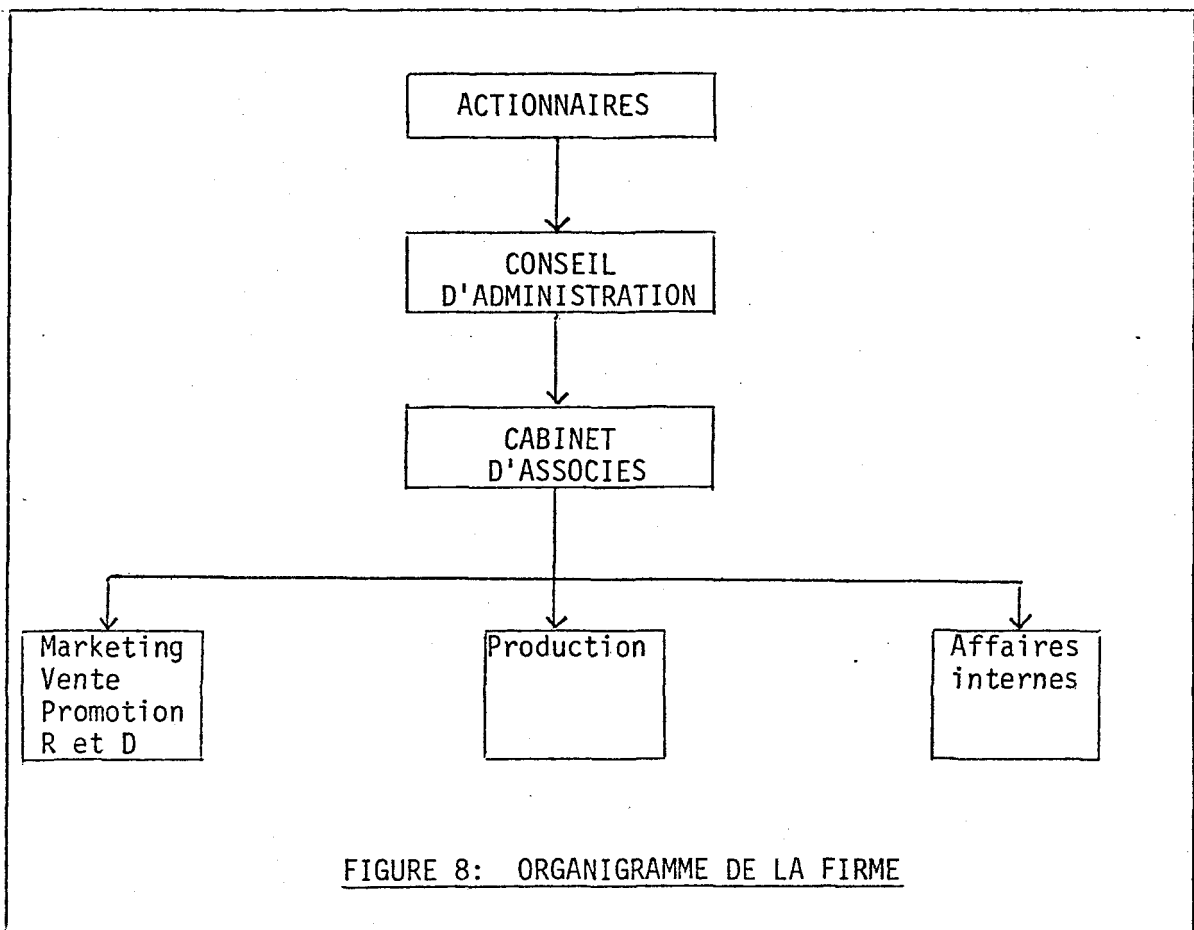 ACTIONNAIRES
CONSEIL
D'ADMINISTRATION
CABINET
D'ASSOCIES
Marketing
Vente
Promotion
R et D
Production
Affaires
internes
FIGURE 8: ORGANIGRAMME DE LA FIRME